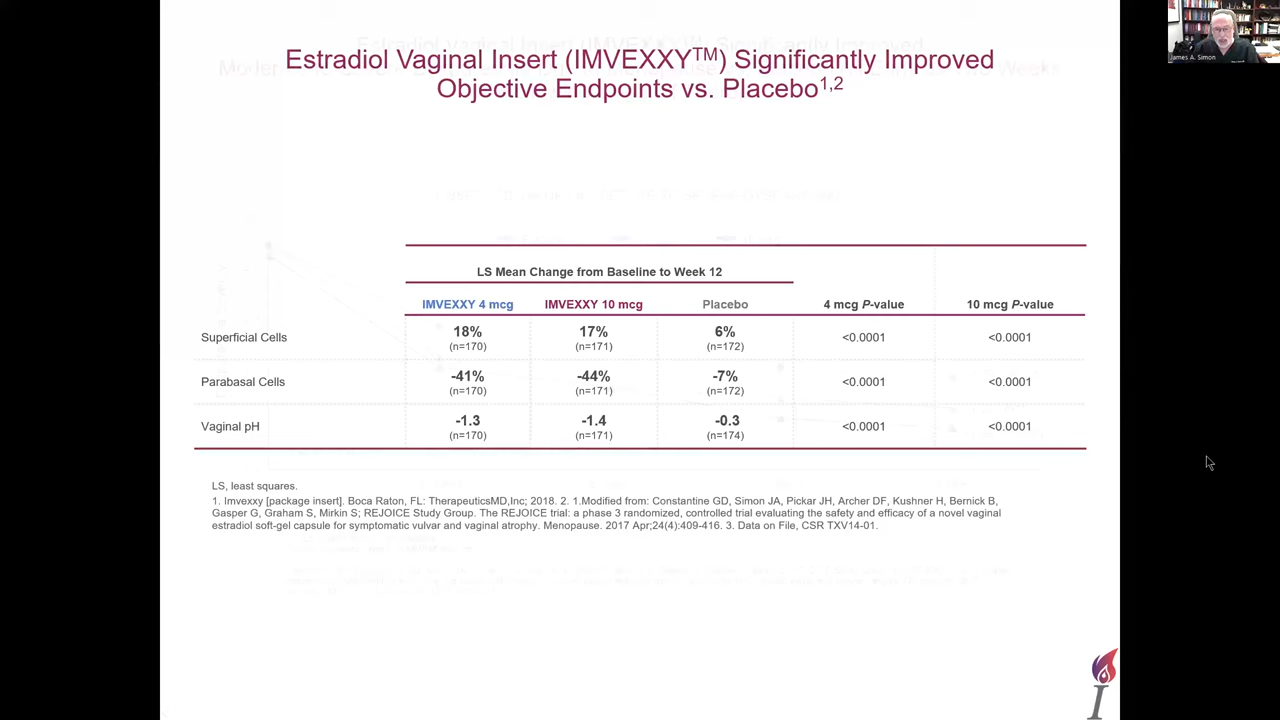 James A. Simon
Estradiol Vaginal Insert (IMVEXXY™) Significantly Improved
Objective Endpoints vs. Placebo1,2
LS Mean Change from Baseline to Week 12
IMVEXXY 4 mcg IMVEXXY 10 mcg Placebo 4 mcg P-value 10 mcg P-value
Superficial Cells 18% 17% 6% <0.0001 <0.0001
(n=170) (n=171) (n=172)
Parabasal Cells -41% -44% -7% <0.0001 <0.0001
(n=170) (n=171) (n=172)
Vaginal pH -1.3 -1.4 -0.3 <0.0001 <0.0001
(n=170) (n=171) (n=174)
LS, least squares.
1. Imvexxy [package insert]. Boca Raton, FL: TherapeuticsMD,Inc; 2018. 2. 1.Modified from: Constantine GD, Simon JA, Pickar JH, Archer DF, Kushner H, Bernick B,
Gasper G, Graham S, Mirkin S; REJOICE Study Group. The REJOICE trial: a phase 3 randomized, controlled trial evaluating the safety and efficacy of a novel vaginal
estradiol soft-gel capsule for symptomatic vulvar and vaginal atrophy. Menopause. 2017 Apr;24(4):409-416. 3. Data on File, CSR TXV14-01.
I